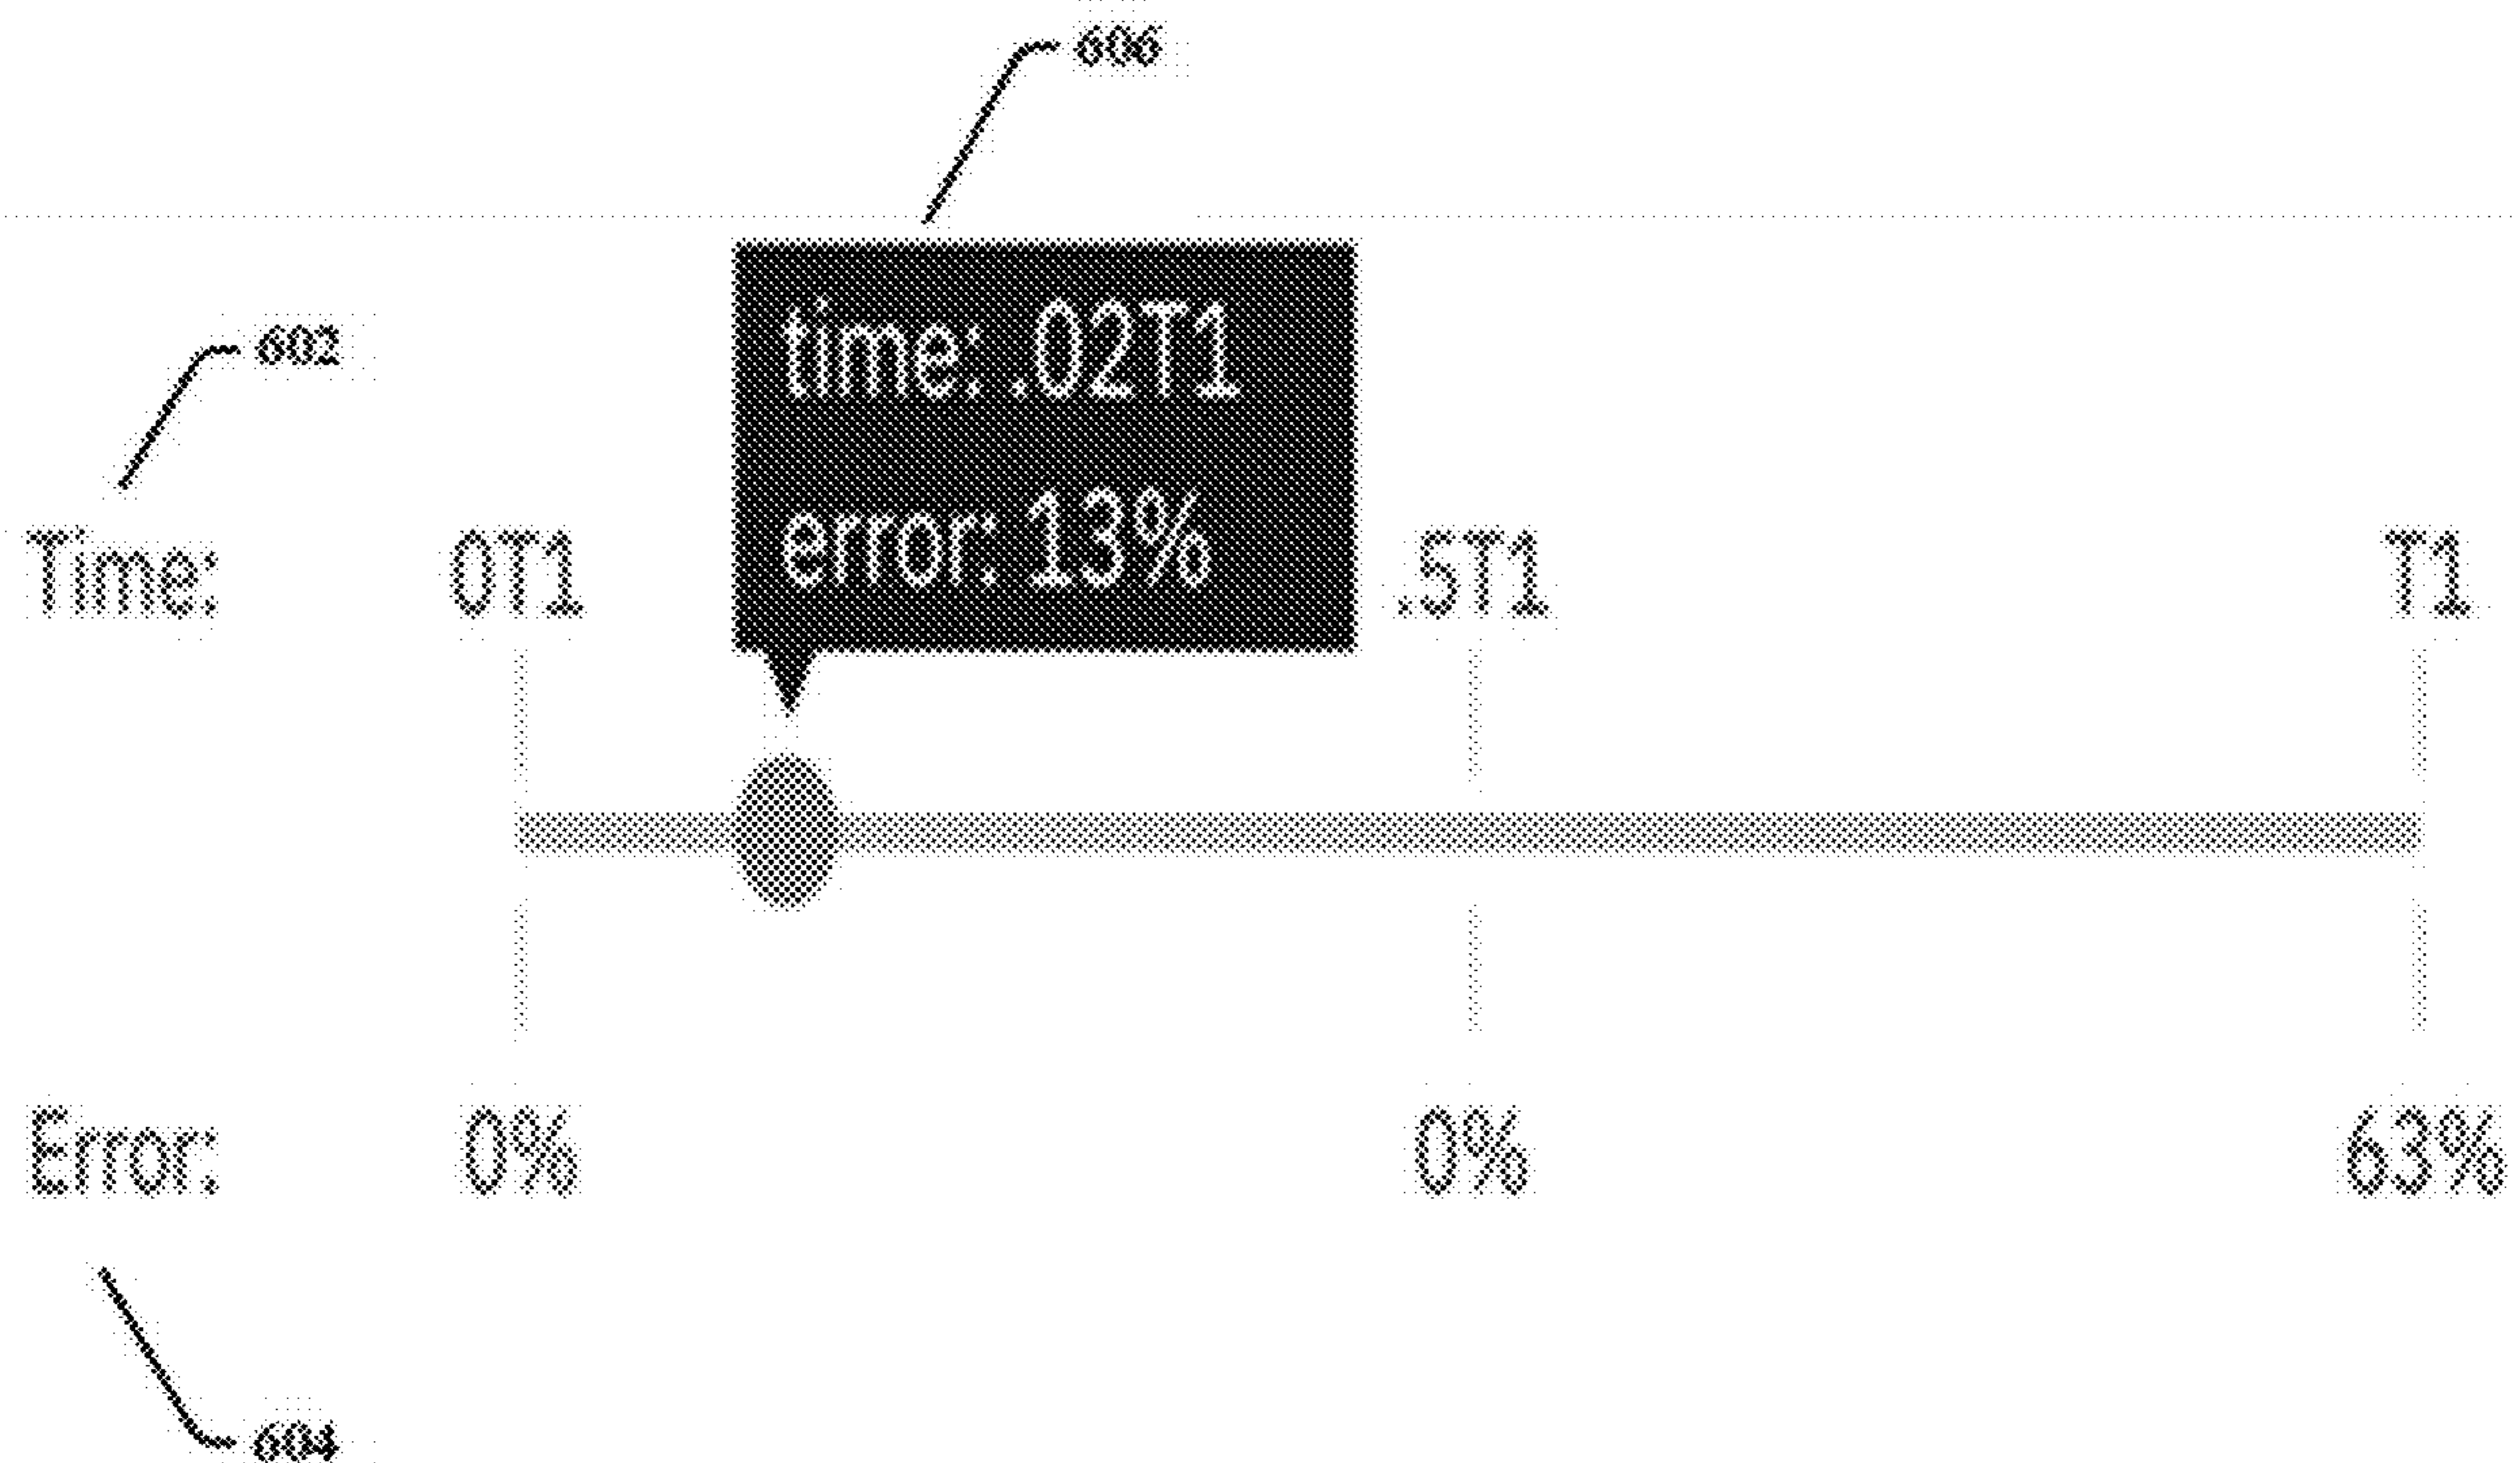 606
602
time: .02T1
error: 13%
Time: 0T1 .5T1 T1
Error: 0% 0% 63%
604